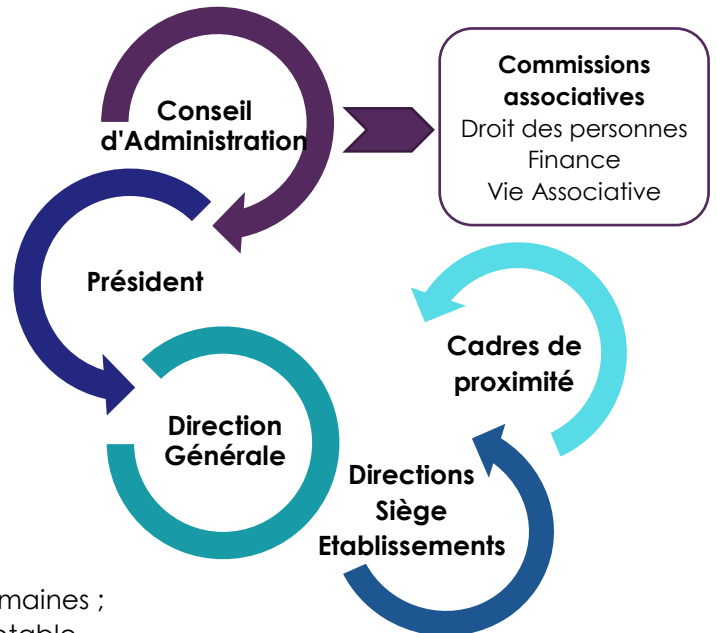 Conseil
d'Administration
Commissions
associatives
Droit des personnes
Finance
Vie Associative
Président
Cadres de
proximité
Direction
Générale
Directions
Siège
Etablissements
maines ;